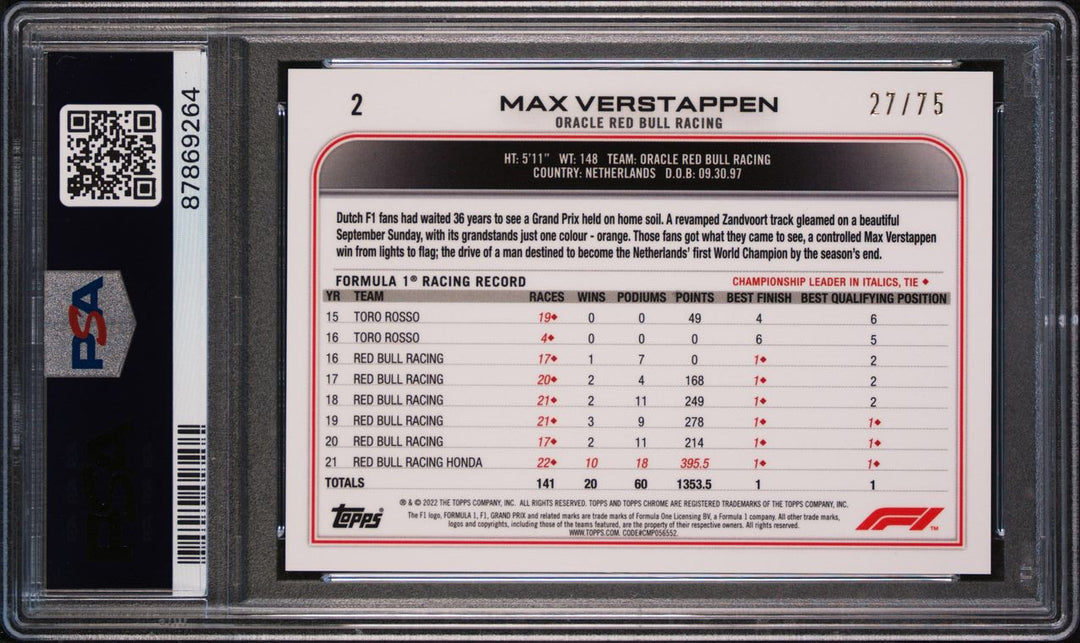 2
MAX VERSTAPPEN
27/75
ORACLE RED BULL RACING
HT: 5'11" WT: 148 TEAM: ORACLE RED BULL RACING
COUNTRY: NETHERLANDS D.O.B: 09.30.97
Dutch F1 fans had waited 36 years to see a Grand Prix held on home soil. A revamped Zandvoort track gleamed on a beautiful
September Sunday, with its grandstands just one colour - orange. Those fans got what they came to see, a controlled Max Verstappen
win from lights to flag; the drive of a man destined to become the Netherlands' first World Champion by the season's end.
FORMULA 1® RACING RECORD
CHAMPIONSHIP LEADER IN ITALICS, TIE ♦
YR TEAM RACES WINS PODIUMS POINTS BEST FINISH BEST QUALIFYING POSITION
15 TORO ROSSO 19♦ 0 0 49 4 6
16 TORO ROSSO 4♦ 0 0 0 6 5
16 RED BULL RACING 17♦ 1 7 0 1♦ 2
17 RED BULL RACING 20♦ 2 4 168 1♦ 2
18 RED BULL RACING 21♦ 2 11 249 1♦ 2
19 RED BULL RACING 21♦ 3 9 278 1♦ 1♦
20 RED BULL RACING 17♦ 2 11 214 1♦ 1♦
21 RED BULL RACING HONDA 22♦ 10 18 395.5 1♦ 1♦
TOTALS 141 20 60 1353.5 1 1
® & © 2022 THE TOPPS COMPANY, INC. ALL RIGHTS RESERVED. TOPPS AND TOPPS CHROME ARE REGISTERED TRADEMARKS OF THE TOPPS COMPANY, INC.
The F1 logo, FORMULA 1, F1, GRAND PRIX and related marks are trade marks of Formula One Licensing BV, a Formula 1 company. All other trade marks,
logos and copyrights, including those of the teams featured, are the property of their respective owners. All rights reserved.
WWW.TOPPS.COM. CODE#CMP056552.
Topps
F1™
87869264
PSA
PSA